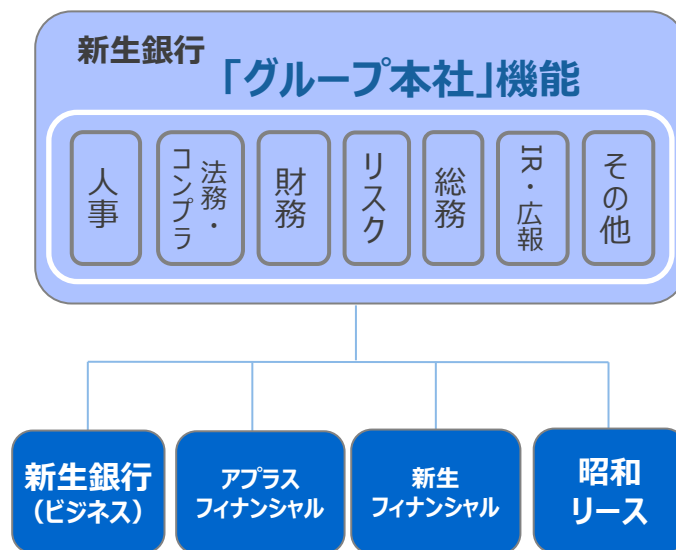 新生銀行
「グループ本社」機能
人事
法務・
コンプラ
財務
リスク
総務
IR・広報
その他
新生銀行
(ビジネス)
アプラス
フィナンシャル
新生
フィナンシャル
昭和
リース